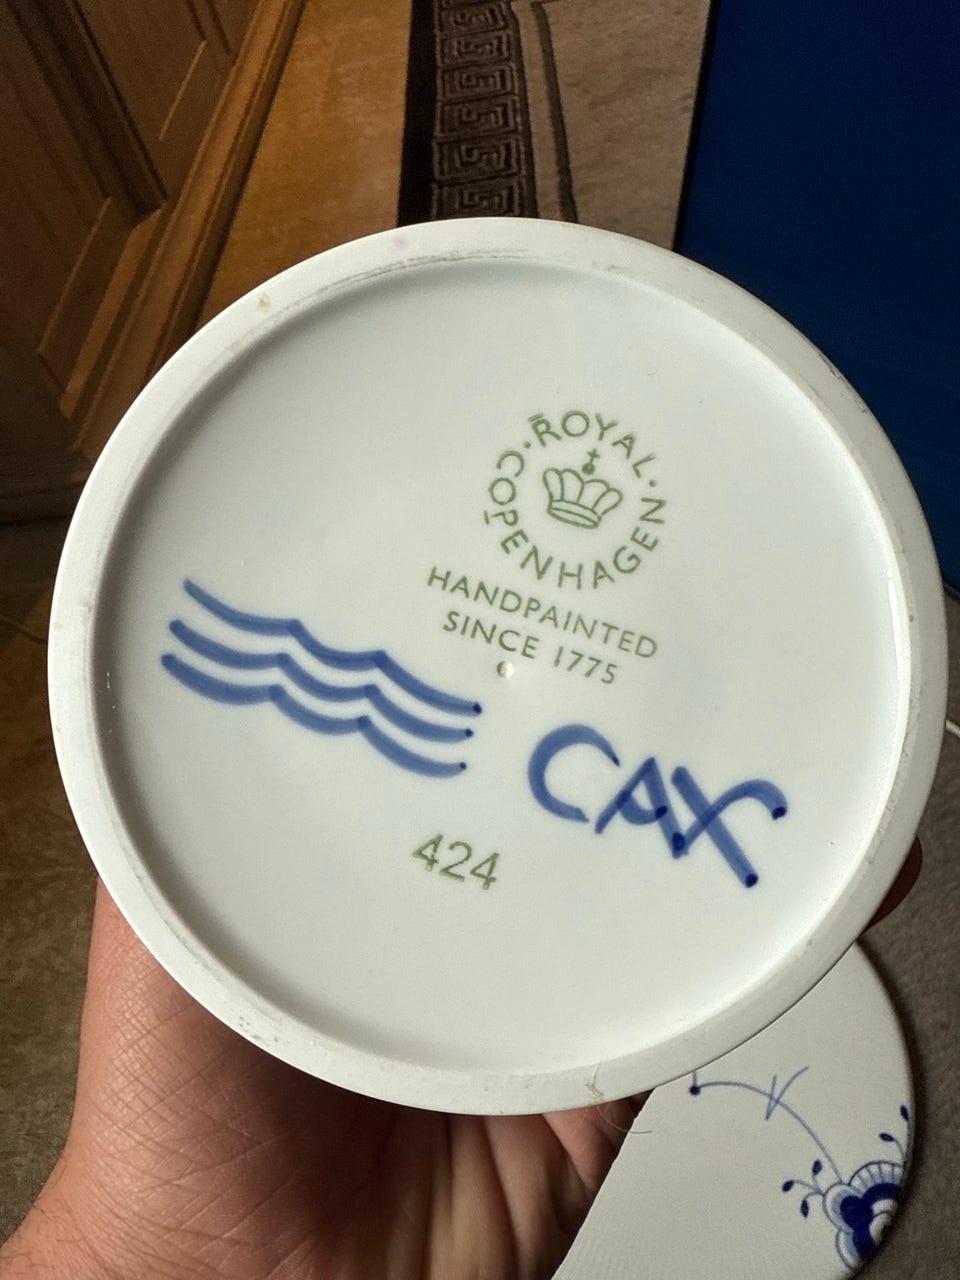 ROYAL · COPENHAGEN ·
HANDPAINTED
SINCE 1775
CAX
424